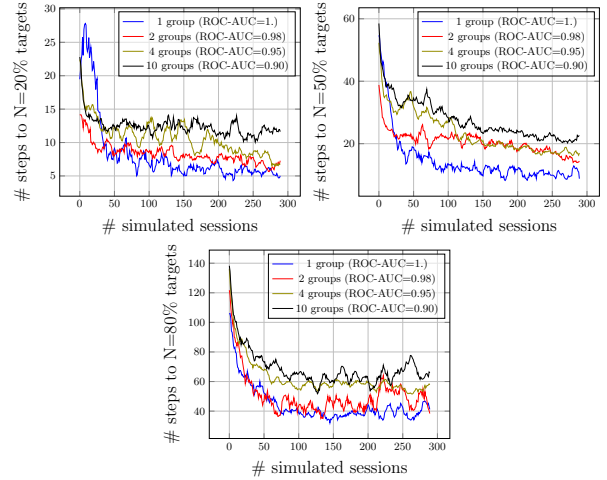 # steps to N=20% targets
25
20
15
10
5
1 group (ROC-AUC=1.)
2 groups (ROC-AUC=0.98)
4 groups (ROC-AUC=0.95)
10 groups (ROC-AUC=0.90)
0 50 100 150 200 250 300
# simulated sessions
# steps to N=50% targets
60
40
20
1 group (ROC-AUC=1.)
2 groups (ROC-AUC=0.98)
4 groups (ROC-AUC=0.95)
10 groups (ROC-AUC=0.90)
0 50 100 150 200 250 300
# simulated sessions
# steps to N=80% targets
140
120
100
80
60
40
1 group (ROC-AUC=1.)
2 groups (ROC-AUC=0.98)
4 groups (ROC-AUC=0.95)
10 groups (ROC-AUC=0.90)
0 50 100 150 200 250 300
# simulated sessions